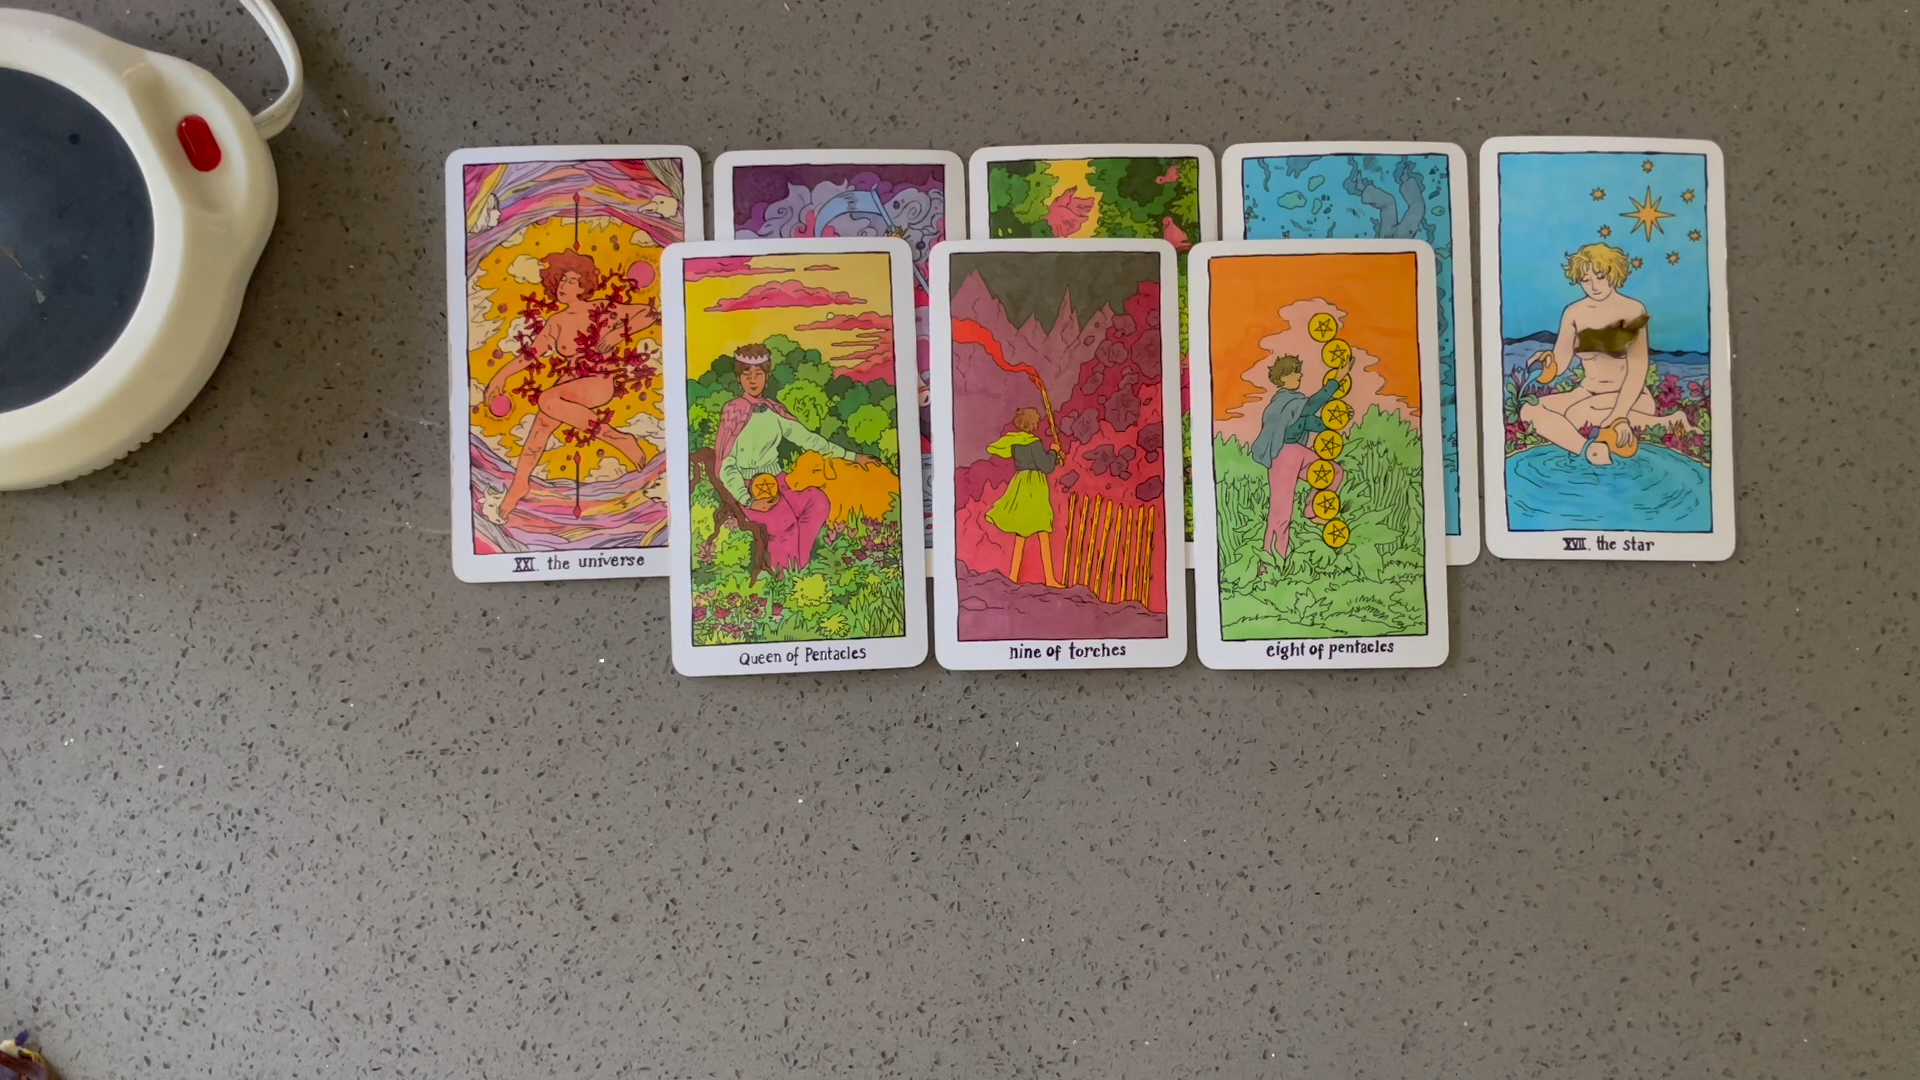 XXI. the universe
XVII. the star
Queen of Pentacles
nine of torches
eight of pentacles